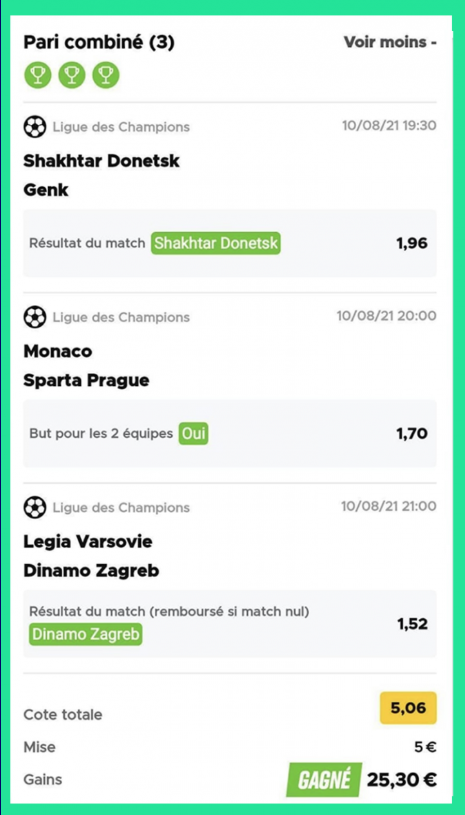 Pari combiné (3) Voir moins -
Ligue des Champions 10/08/21 19:30
Shakhtar Donetsk
Genk
Résultat du match Shakhtar Donetsk 1,96
Ligue des Champions 10/08/21 20:00
Monaco
Sparta Prague
But pour les 2 équipes Oui 1,70
Ligue des Champions 10/08/21 21:00
Legia Varsovie
Dinamo Zagreb
Résultat du match (remboursé si match nul)
Dinamo Zagreb 1,52
Cote totale 5,06
Mise 5 €
Gains GAGNÉ 25,30 €